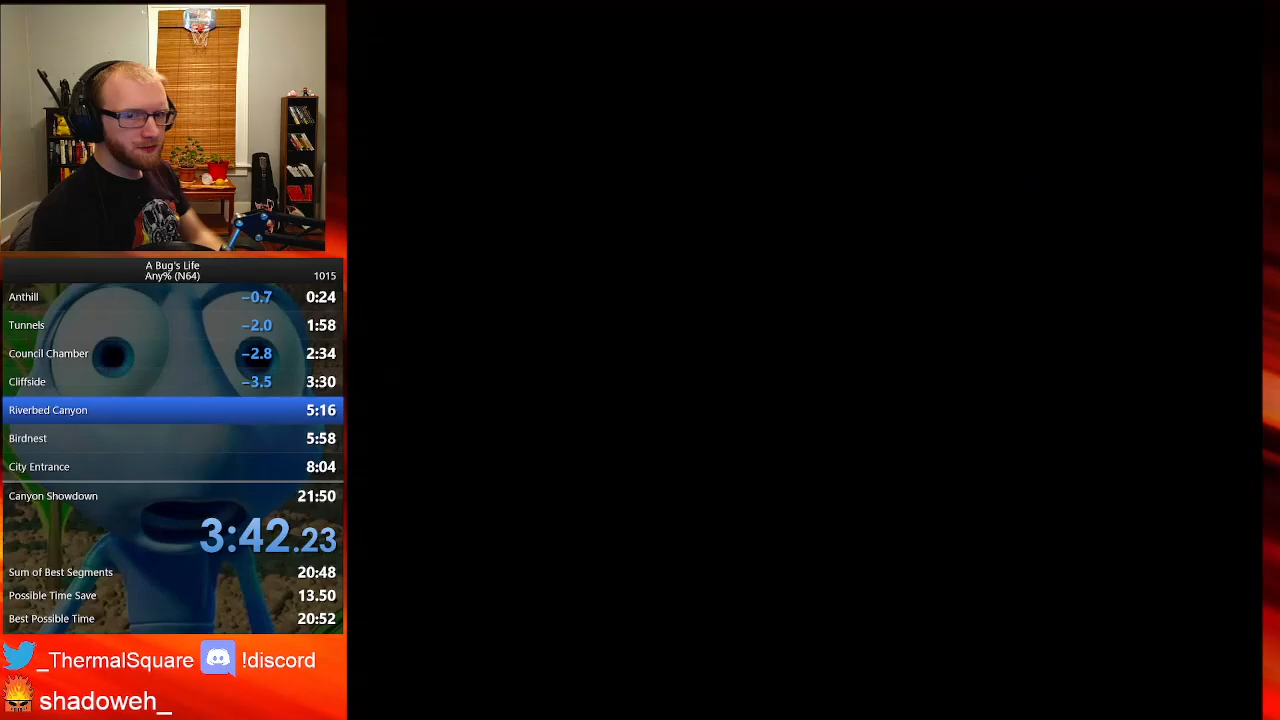 A Bug's Life
Any% (N64) 1015
Anthill −0.7 0:24
Tunnels −2.0 1:58
Council Chamber −2.8 2:34
Cliffside −3.5 3:30
Riverbed Canyon 5:16
Birdnest 5:58
City Entrance 8:04
Canyon Showdown 21:50
3:42.23
Sum of Best Segments 20:48
Possible Time Save 13.50
Best Possible Time 20:52
_ThermalSquare !discord
shadoweh_